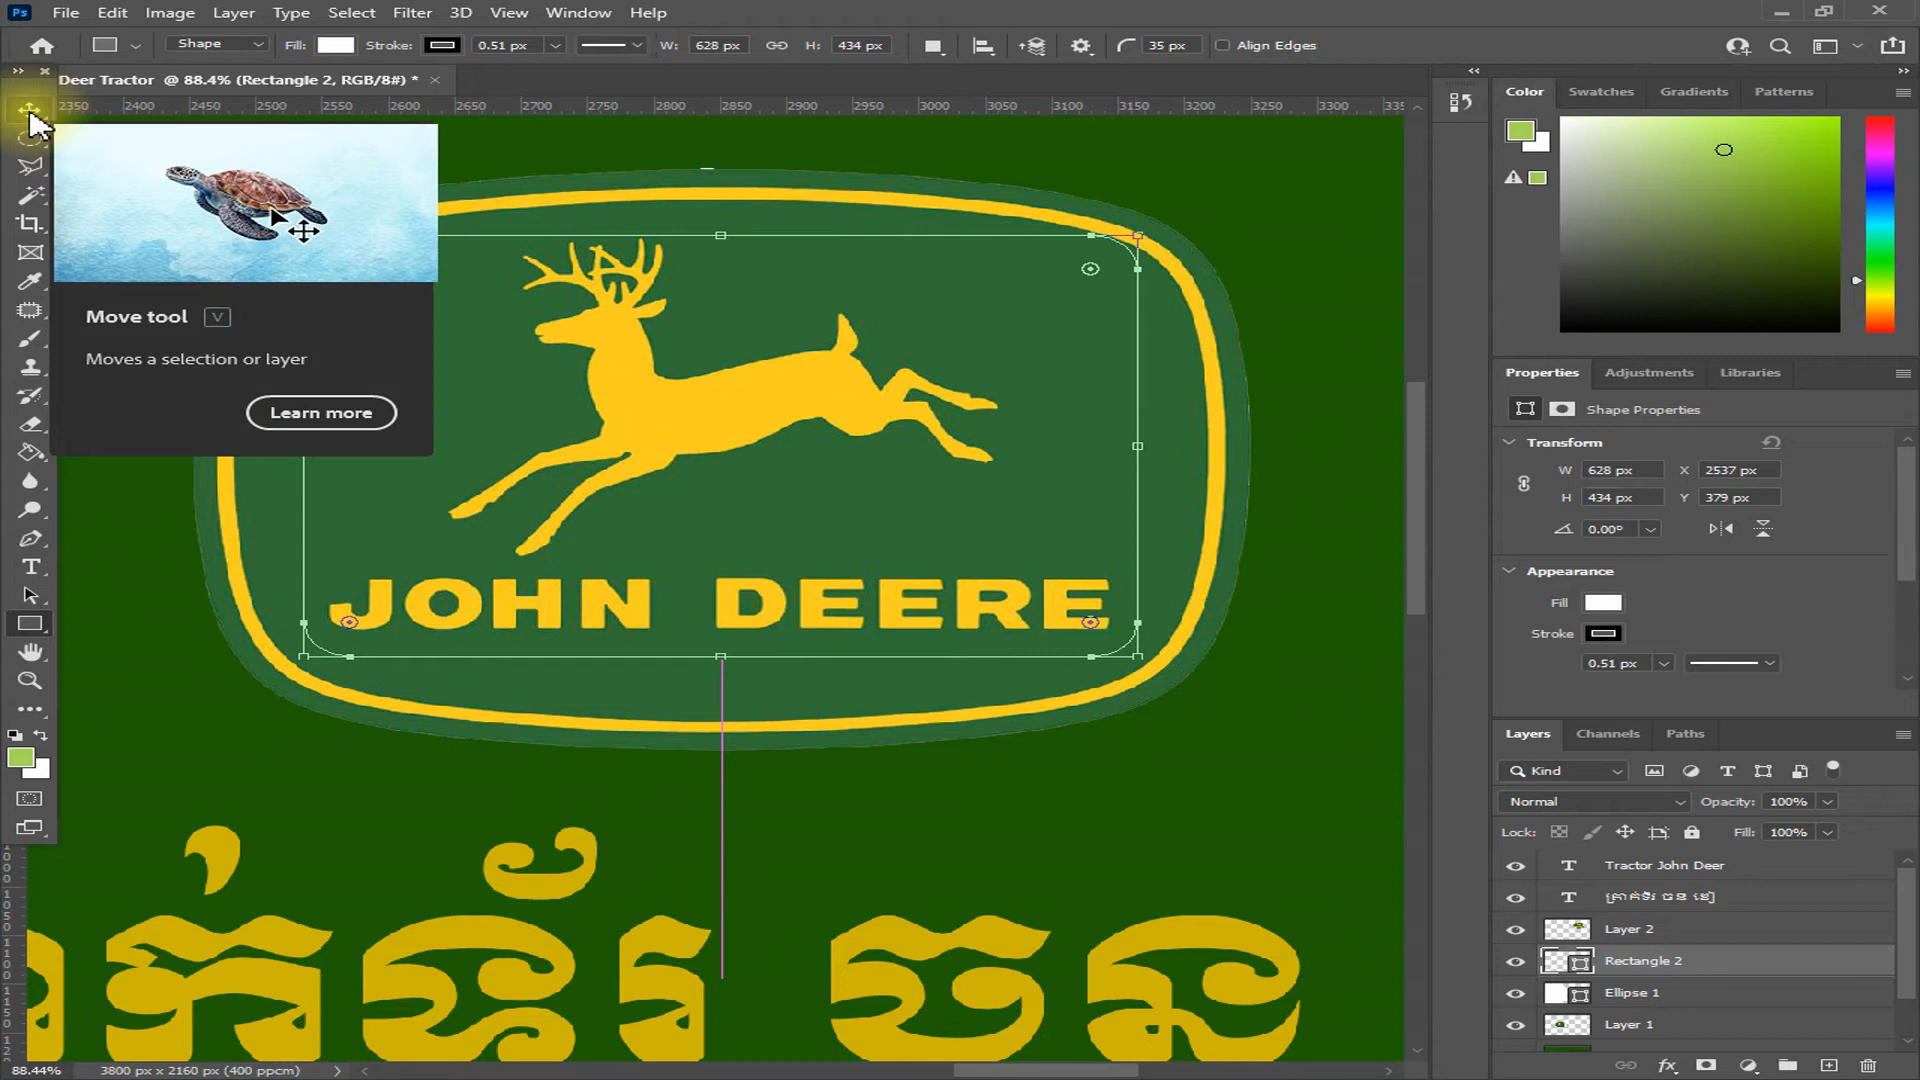 Ps File Edit Image Layer Type Select Filter 3D View Window Help
Shape Fill: Stroke: 0.51 px W: 628 px H: 434 px 35 px Align Edges
Deer Tractor @ 88.4% (Rectangle 2, RGB/8#) * ×
2350 2400 2450 2500 2550 2600 2650 2700 2750 2800 2850 2900 2950 3000 3050 3100 3150 3200 3250 3300
Move tool V
Moves a selection or layer
Learn more
JOHN DEERE
Color Swatches Gradients Patterns
Properties Adjustments Libraries
Shape Properties
Transform
W 628 px X 2537 px
H 434 px Y 379 px
0.00°
Appearance
Fill
Stroke
0.51 px
Layers Channels Paths
Kind
Normal Opacity: 100%
Lock: Fill: 100%
Tractor John Deer
Layer 2
Rectangle 2
Ellipse 1
Layer 1
88.44% 3800 px x 2160 px (400 ppcm)